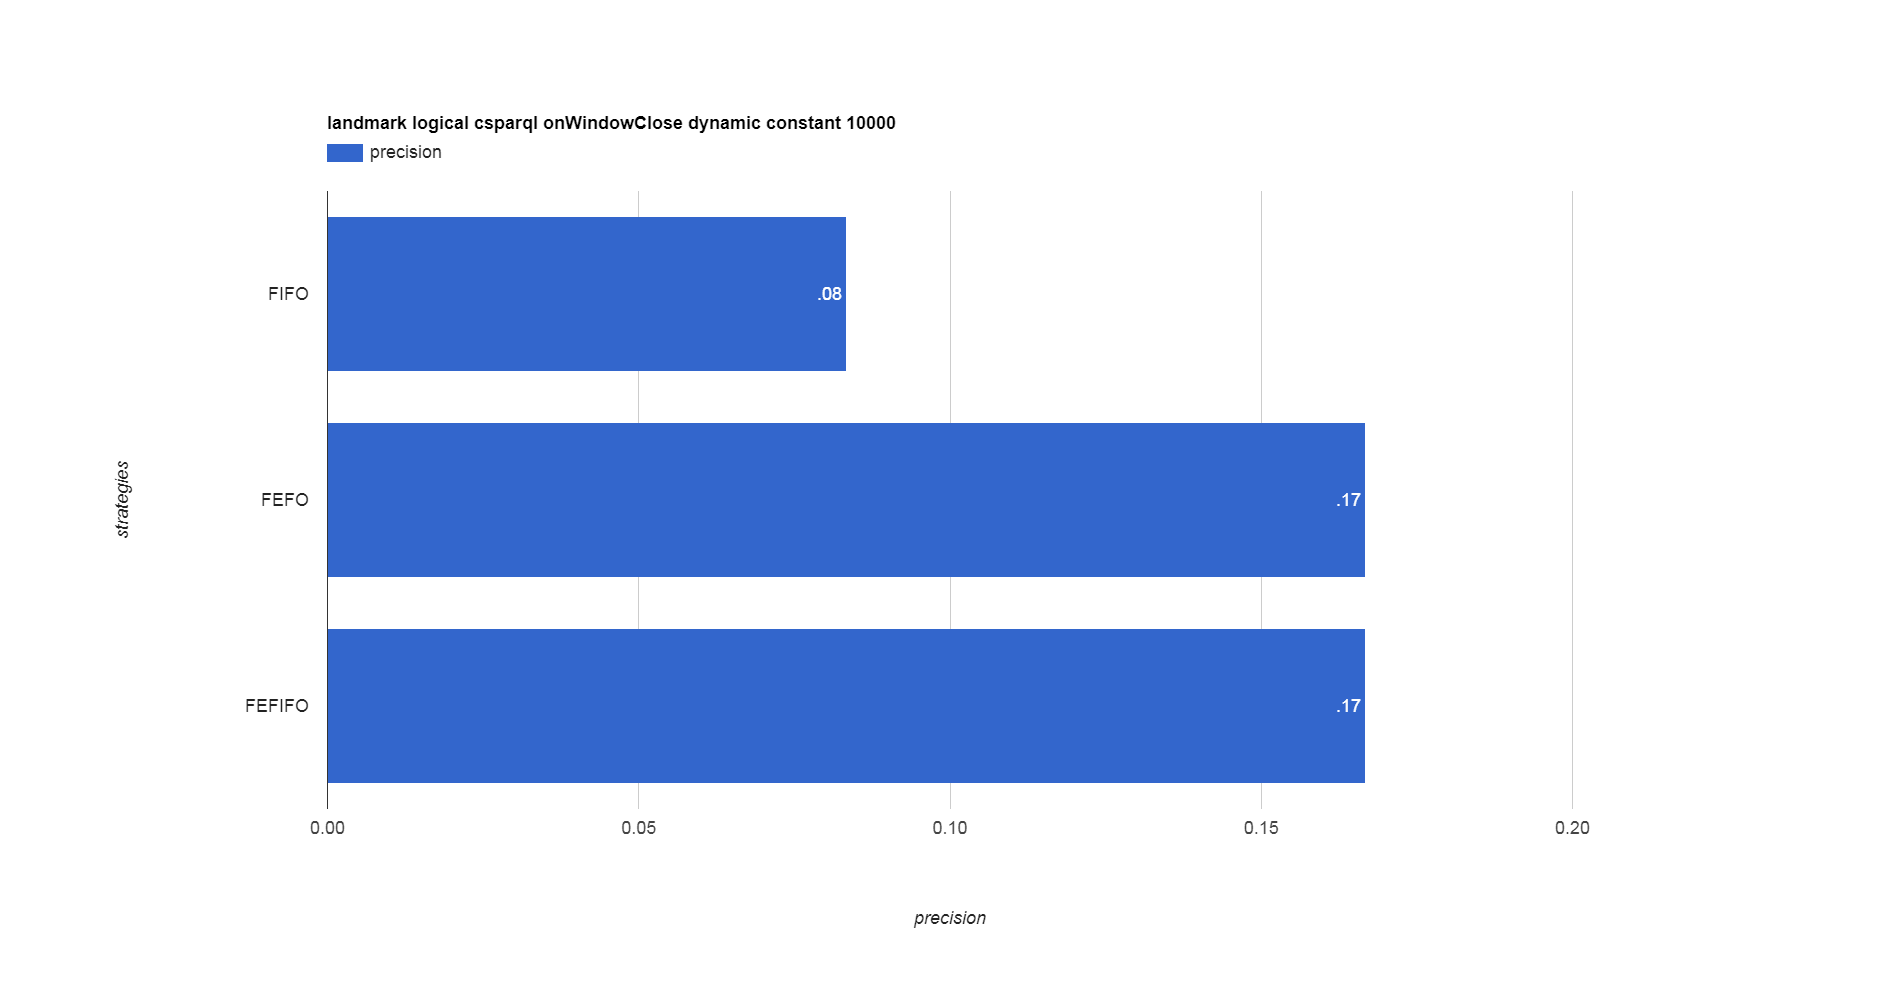 landmark logical csparql onWindowClose dynamic constant 10000
precision
FIFO
.08
FEFO
.17
FEFIFO
.17
strategies
0.00 0.05 0.10 0.15 0.20
precision